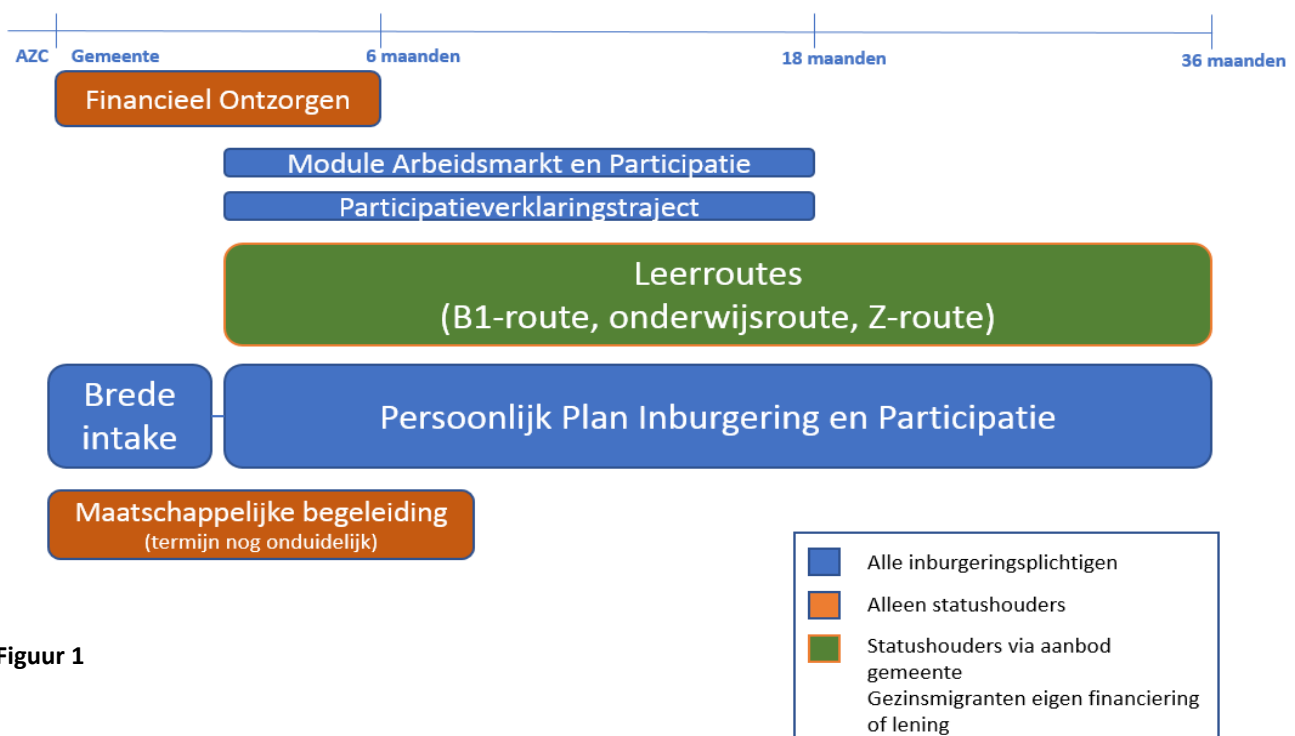 AZC
Gemeente
6 maanden
18 maanden
36 maanden
Financieel Ontzorgen
Module Arbeidsmarkt en Participatie
Participatieverklaringstraject
Leerroutes
(B1-route, onderwijsroute, Z-route)
Brede
intake
Persoonlijk Plan Inburgering en Participatie
Maatschappelijke begeleiding
(termijn nog onduidelijk)
Alle inburgeringsplichtigen
Alleen statushouders
Statushouders via aanbod
gemeente
Gezinsmigranten eigen financiering
of lening
Figuur 1